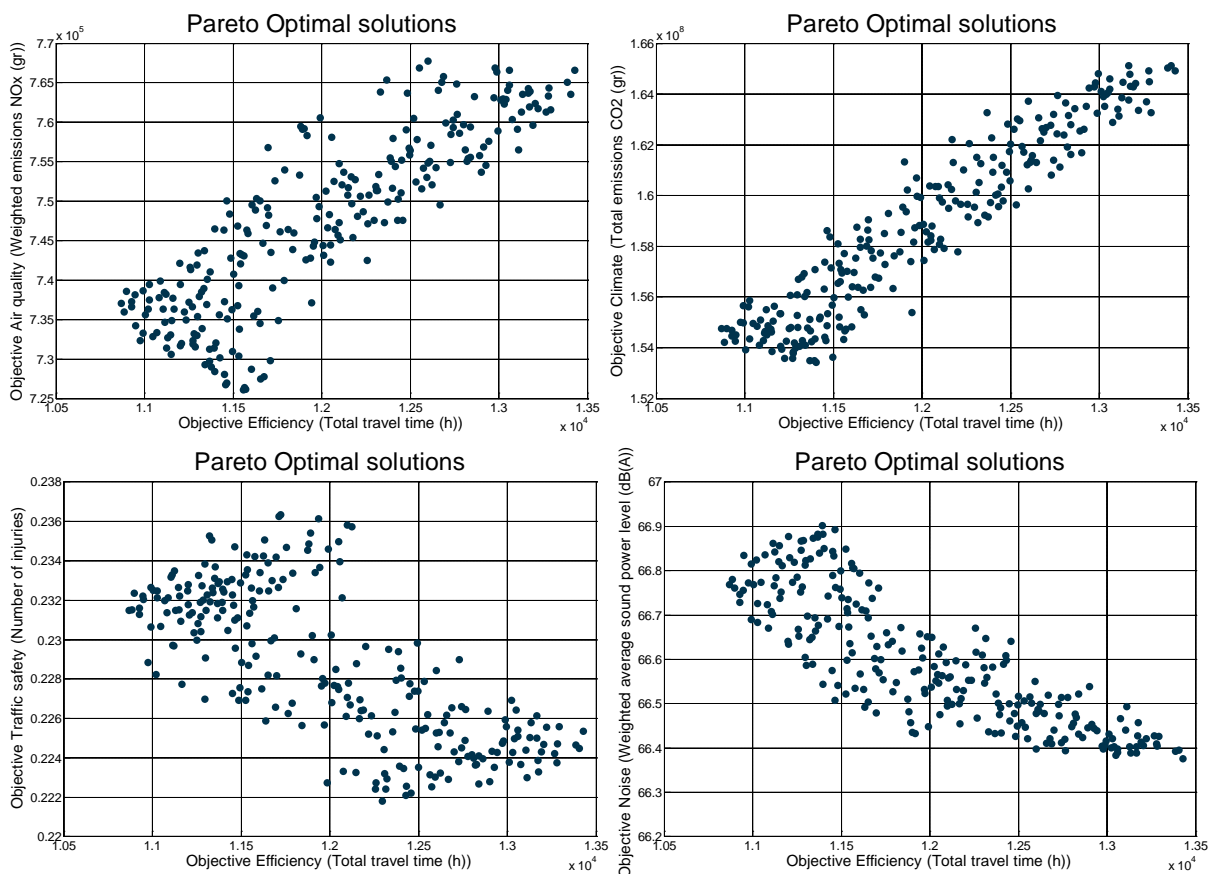 Pareto Optimal solutions
x 10^5
7.7
7.65
7.6
7.55
7.5
7.45
7.4
7.35
7.3
7.25
Objective Air quality (Weighted emissions NOx (gr))
1.05 1.1 1.15 1.2 1.25 1.3 1.35
Objective Efficiency (Total travel time (h))
x 10^4
Pareto Optimal solutions
x 10^8
1.66
1.64
1.62
1.6
1.58
1.56
1.54
1.52
Objective Climate (Total emissions CO2 (gr))
1.05 1.1 1.15 1.2 1.25 1.3 1.35
Objective Efficiency (Total travel time (h))
x 10^4
Pareto Optimal solutions
0.238
0.236
0.234
0.232
0.23
0.228
0.226
0.224
0.222
0.22
Objective Traffic safety (Number of injuries)
1.05 1.1 1.15 1.2 1.25 1.3 1.35
Objective Efficiency (Total travel time (h))
x 10^4
Pareto Optimal solutions
67
66.9
66.8
66.7
66.6
66.5
66.4
66.3
66.2
Objective Noise (Weighted average sound power level (dB(A))
1.05 1.1 1.15 1.2 1.25 1.3 1.35
Objective Efficiency (Total travel time (h))
x 10^4